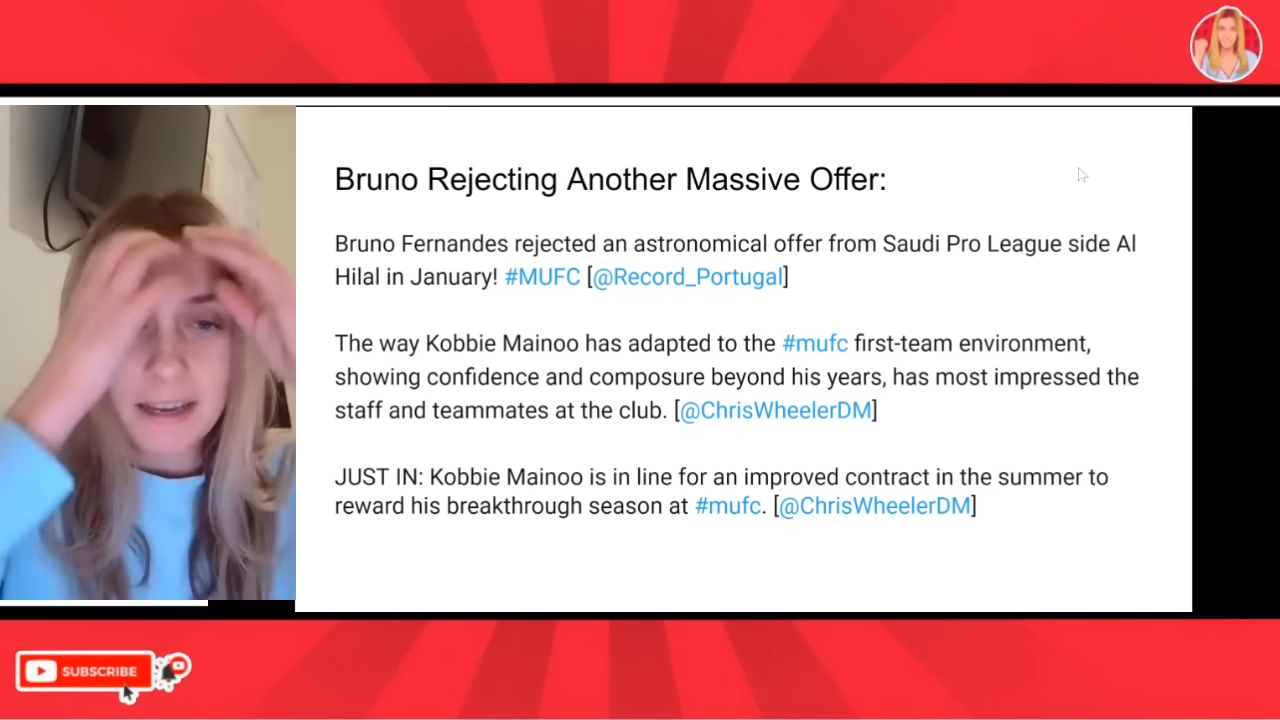 Bruno Rejecting Another Massive Offer:
Bruno Fernandes rejected an astronomical offer from Saudi Pro League side Al
Hilal in January! #MUFC [@Record_Portugal]
The way Kobbie Mainoo has adapted to the #mufc first-team environment,
showing confidence and composure beyond his years, has most impressed the
staff and teammates at the club. [@ChrisWheelerDM]
JUST IN: Kobbie Mainoo is in line for an improved contract in the summer to
reward his breakthrough season at #mufc. [@ChrisWheelerDM]
SUBSCRIBE